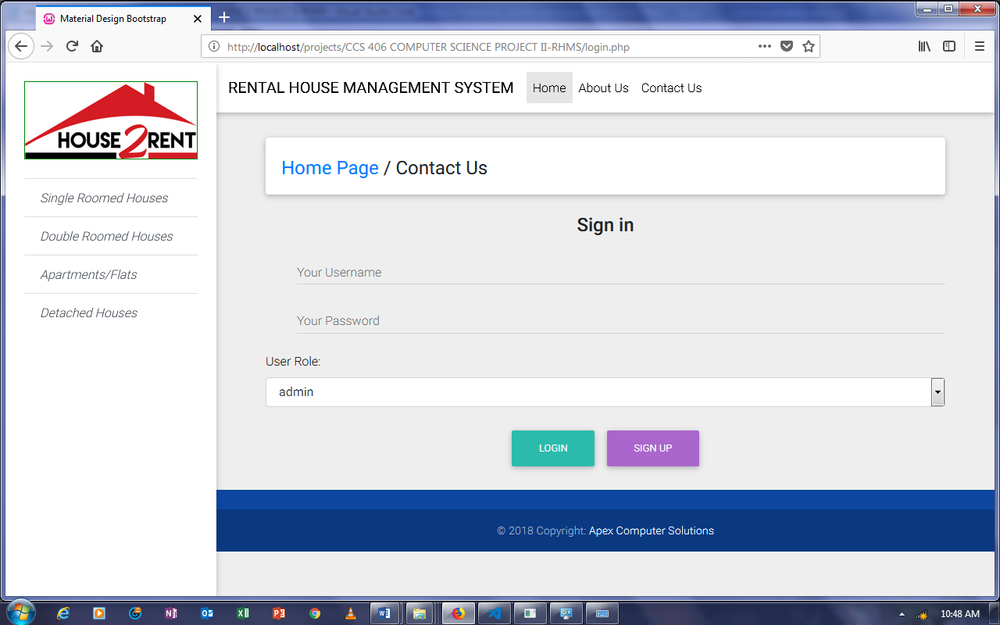 Material Design Bootstrap
http://localhost/projects/CCS 406 COMPUTER SCIENCE PROJECT II-RHMS/login.php
HOUSE 2 RENT
RENTAL HOUSE MANAGEMENT SYSTEM Home About Us Contact Us
Single Roomed Houses
Double Roomed Houses
Apartments/Flats
Detached Houses
Home Page / Contact Us
Sign in
Your Username
Your Password
User Role:
admin
LOGIN SIGN UP
© 2018 Copyright: Apex Computer Solutions
10:48 AM